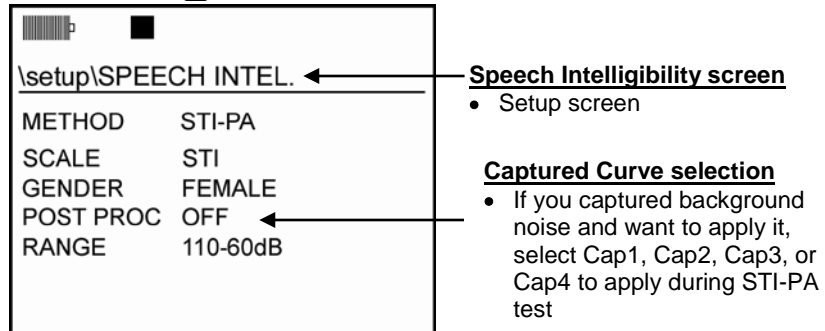 \setup\SPEECH INTEL.
METHOD STI-PA
SCALE STI
GENDER FEMALE
POST PROC OFF
RANGE 110-60dB
Speech Intelligibility screen
• Setup screen
Captured Curve selection
• If you captured background
noise and want to apply it,
select Cap1, Cap2, Cap3, or
Cap4 to apply during STI-PA
test